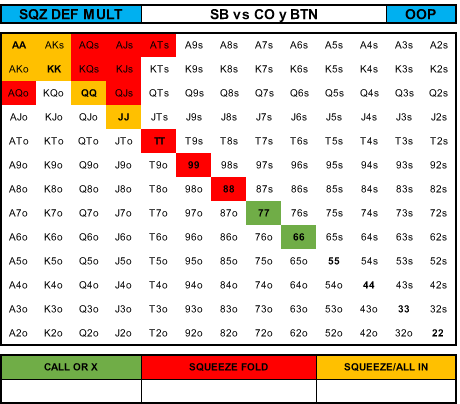 SQZ DEF MULT SB vs CO y BTN OOP
AA AKs AQs AJs ATs A9s A8s A7s A6s A5s A4s A3s A2s
AKo KK KQs KJs KTs K9s K8s K7s K6s K5s K4s K3s K2s
AQo KQo QQ QJs QTs Q9s Q8s Q7s Q6s Q5s Q4s Q3s Q2s
AJo KJo QJo JJ JTs J9s J8s J7s J6s J5s J4s J3s J2s
ATo KTo QTo JTo TT T9s T8s T7s T6s T5s T4s T3s T2s
A9o K9o Q9o J9o T9o 99 98s 97s 96s 95s 94s 93s 92s
A8o K8o Q8o J8o T8o 98o 88 87s 86s 85s 84s 83s 82s
A7o K7o Q7o J7o T7o 97o 87o 77 76s 75s 74s 73s 72s
A6o K6o Q6o J6o T6o 96o 86o 76o 66 65s 64s 63s 62s
A5o K5o Q5o J5o T5o 95o 85o 75o 65o 55 54s 53s 52s
A4o K4o Q4o J4o T4o 94o 84o 74o 64o 54o 44 43s 42s
A3o K3o Q3o J3o T3o 93o 83o 73o 63o 53o 43o 33 32s
A2o K2o Q2o J2o T2o 92o 82o 72o 62o 52o 42o 32o 22
CALL OR X SQUEEZE FOLD SQUEEZE/ALL IN